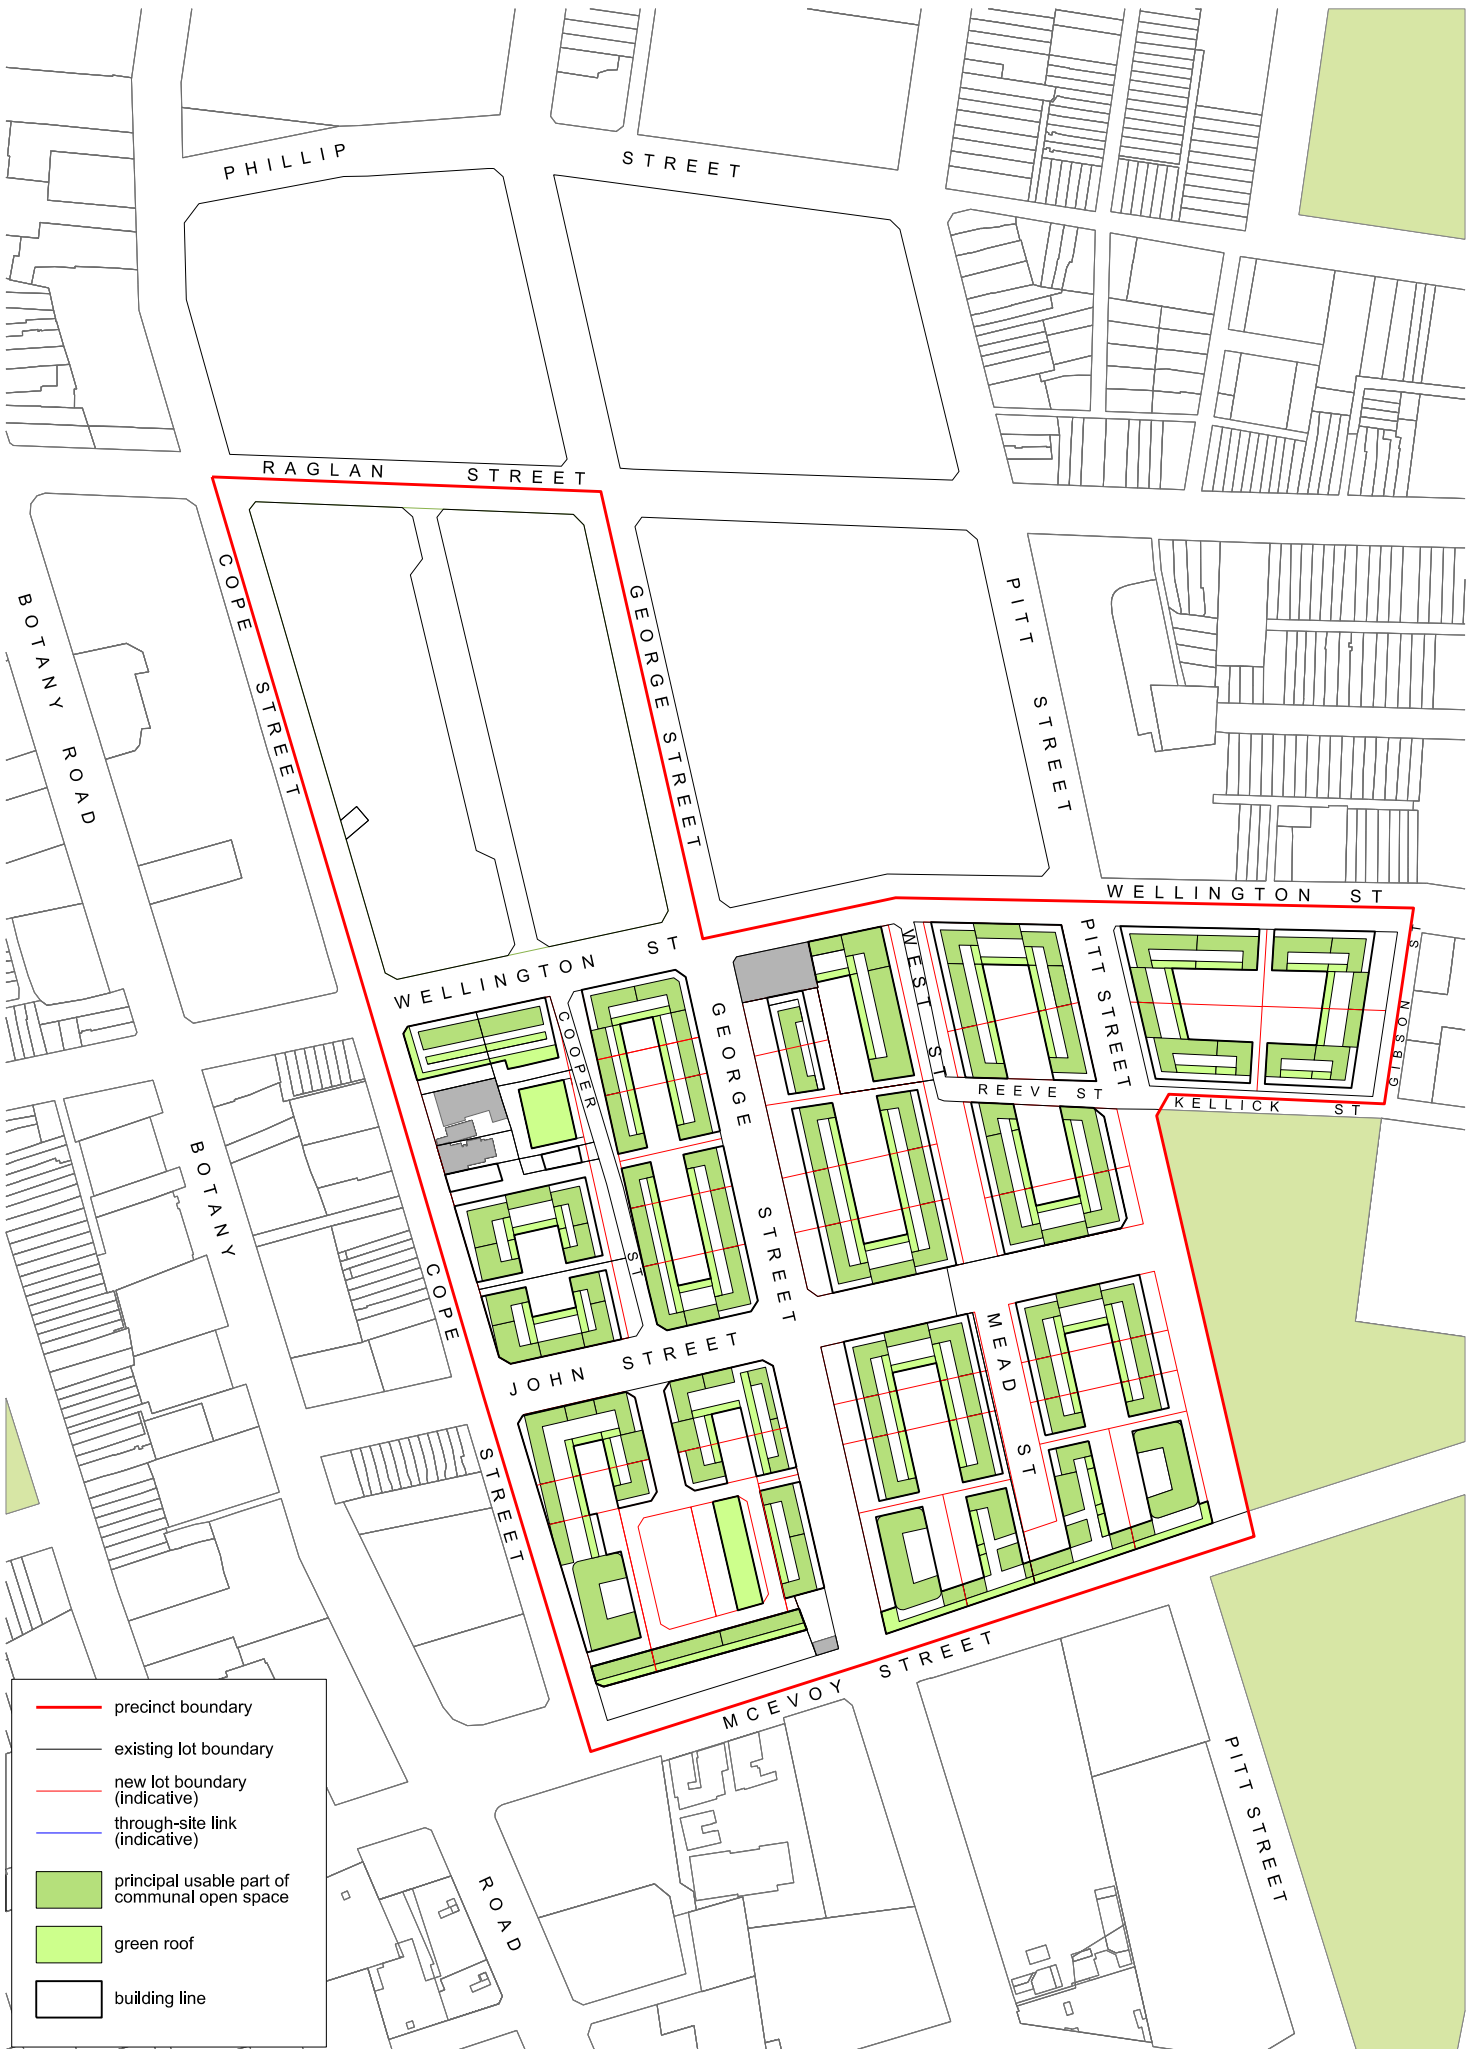 PHILLIP STREET
RAGLAN STREET
COPE STREET
GEORGE STREET
PITT STREET
BOTANY ROAD
WELLINGTON ST
WELLINGTON ST
COOPER ST
GEORGE STREET
WEST ST
PITT STREET
GIBSON ST
REEVE ST
KELLICK ST
BOTANY ROAD
COPE STREET
JOHN STREET
MEAD ST
MCEVOY STREET
PITT STREET
precinct boundary
existing lot boundary
new lot boundary
(indicative)
through-site link
(indicative)
principal usable part of
communal open space
green roof
building line